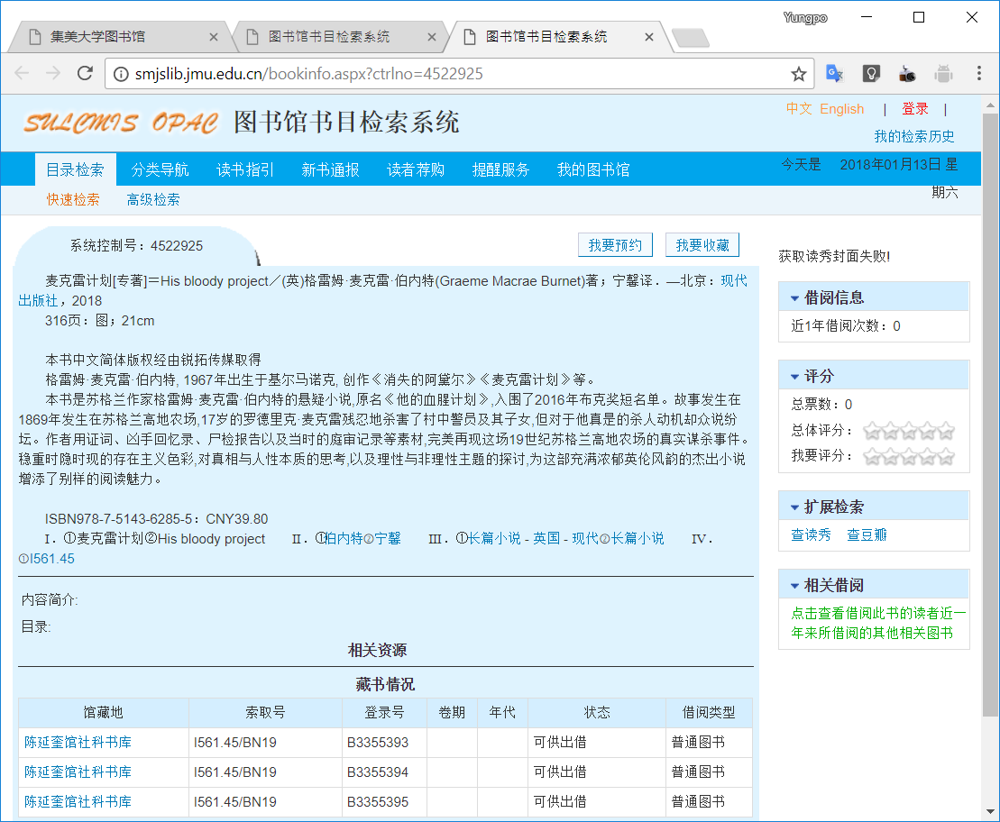 Yungpo
集美大学图书馆 图书馆书目检索系统 图书馆书目检索系统
smjslib.jmu.edu.cn/bookinfo.aspx?ctrlno=4522925
SULCMIS OPAC 图书馆书目检索系统
中文 English | 登录 |
我的检索历史
目录检索 分类导航 读书指引 新书通报 读者荐购 提醒服务 我的图书馆
今天是 2018年01月13日 星
期六
快速检索 高级检索
系统控制号：4522925
我要预约 我要收藏
麦克雷计划[专著]＝His bloody project／(英)格雷姆·麦克雷·伯内特(Graeme Macrae Burnet)著；宁馨译．—北京：现代
出版社，2018
316页：图；21cm
本书中文简体版权经由锐拓传媒取得
格雷姆·麦克雷·伯内特, 1967年出生于基尔马诺克, 创作《消失的阿黛尔》《麦克雷计划》等。
本书是苏格兰作家格雷姆·麦克雷·伯内特的悬疑小说,原名《他的血腥计划》,入围了2016年布克奖短名单。故事发生在
1869年发生在苏格兰高地农场,17岁的罗德里克·麦克雷残忍地杀害了村中警员及其子女,但对于他真是的杀人动机却众说纷
坛。作者用证词、凶手回忆录、尸检报告以及当时的庭审记录等素材,完美再现这场19世纪苏格兰高地农场的真实谋杀事件。
稳重时隐时现的存在主义色彩,对真相与人性本质的思考,以及理性与非理性主题的探讨,为这部充满浓郁英伦风韵的杰出小说
增添了别样的阅读魅力。
ISBN978-7-5143-6285-5：CNY39.80
Ⅰ．①麦克雷计划②His bloody project Ⅱ．①伯内特②宁馨 Ⅲ．①长篇小说－英国－现代②长篇小说 Ⅳ．
①I561.45
内容简介:
目录:
相关资源
藏书情况
馆藏地 索取号 登录号 卷期 年代 状态 借阅类型
陈延奎馆社科书库 I561.45/BN19 B3355393 可供出借 普通图书
陈延奎馆社科书库 I561.45/BN19 B3355394 可供出借 普通图书
陈延奎馆社科书库 I561.45/BN19 B3355395 可供出借 普通图书
获取读秀封面失败!
借阅信息
近1年借阅次数：0
评分
总票数：0
总体评分：
我要评分：
扩展检索
查读秀 查豆瓣
相关借阅
点击查看借阅此书的读者近一
年来所借阅的其他相关图书